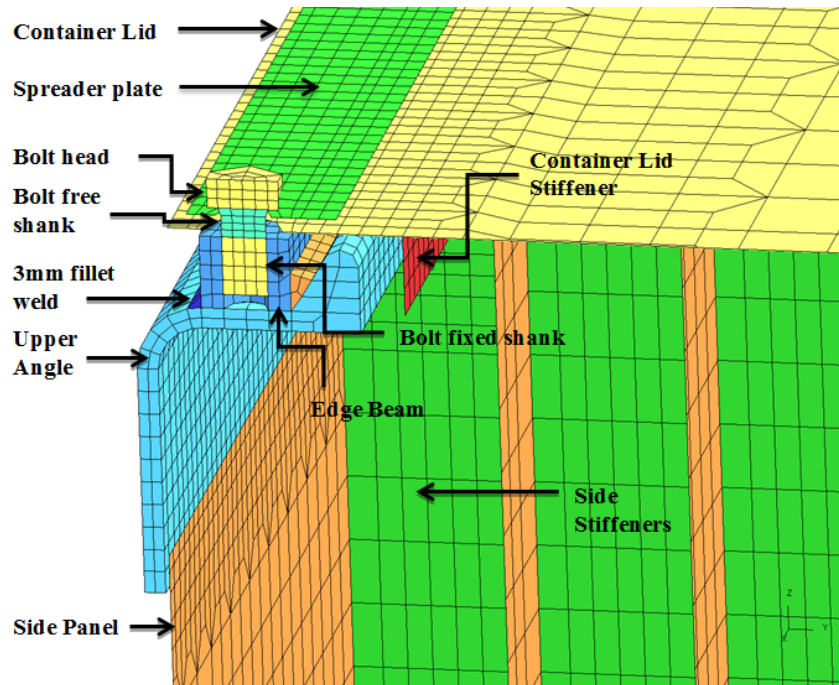 Container Lid
Spreader plate
Bolt head
Bolt free
shank
3mm fillet
weld
Upper
Angle
Side Panel
Container Lid
Stiffener
Bolt fixed shank
Edge Beam
Side
Stiffeners
Z
Y
X